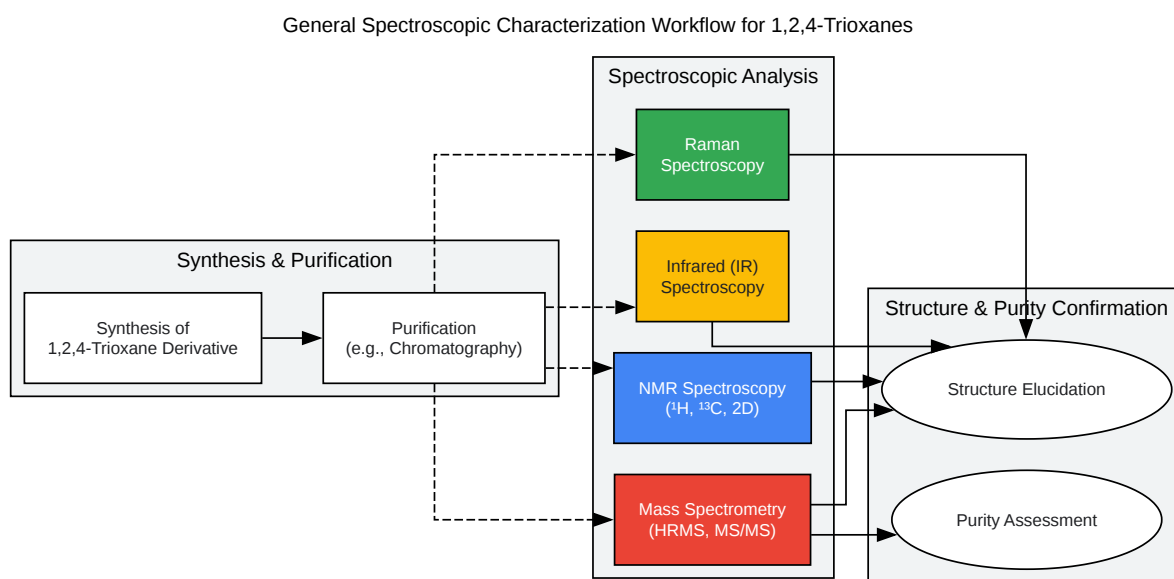 General Spectroscopic Characterization Workflow for 1,2,4-Trioxanes
Synthesis & Purification
Synthesis of
1,2,4-Trioxane Derivative
Purification
(e.g., Chromatography)
Spectroscopic Analysis
Raman
Spectroscopy
Infrared (IR)
Spectroscopy
NMR Spectroscopy
(¹H, ¹³C, 2D)
Mass Spectrometry
(HRMS, MS/MS)
Structure & Purity Confirmation
Structure Elucidation
Purity Assessment